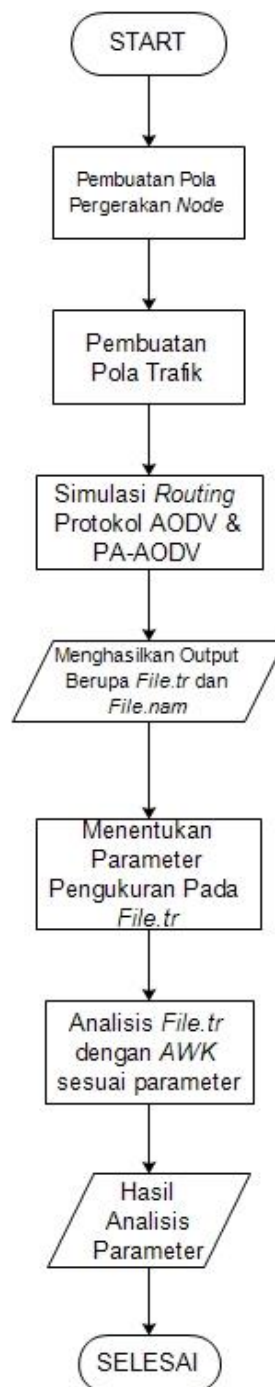 START
Pembuatan Pola
Pergerakan Node
Pembuatan
Pola Trafik
Simulasi Routing
Protokol AODV &
PA-AODV
Menghasilkan Output
Berupa File.tr dan
File.nam
Menentukan
Parameter
Pengukuran Pada
File.tr
Analisis File.tr
dengan AWK
sesuai parameter
Hasil
Analisis
Parameter
SELESAI